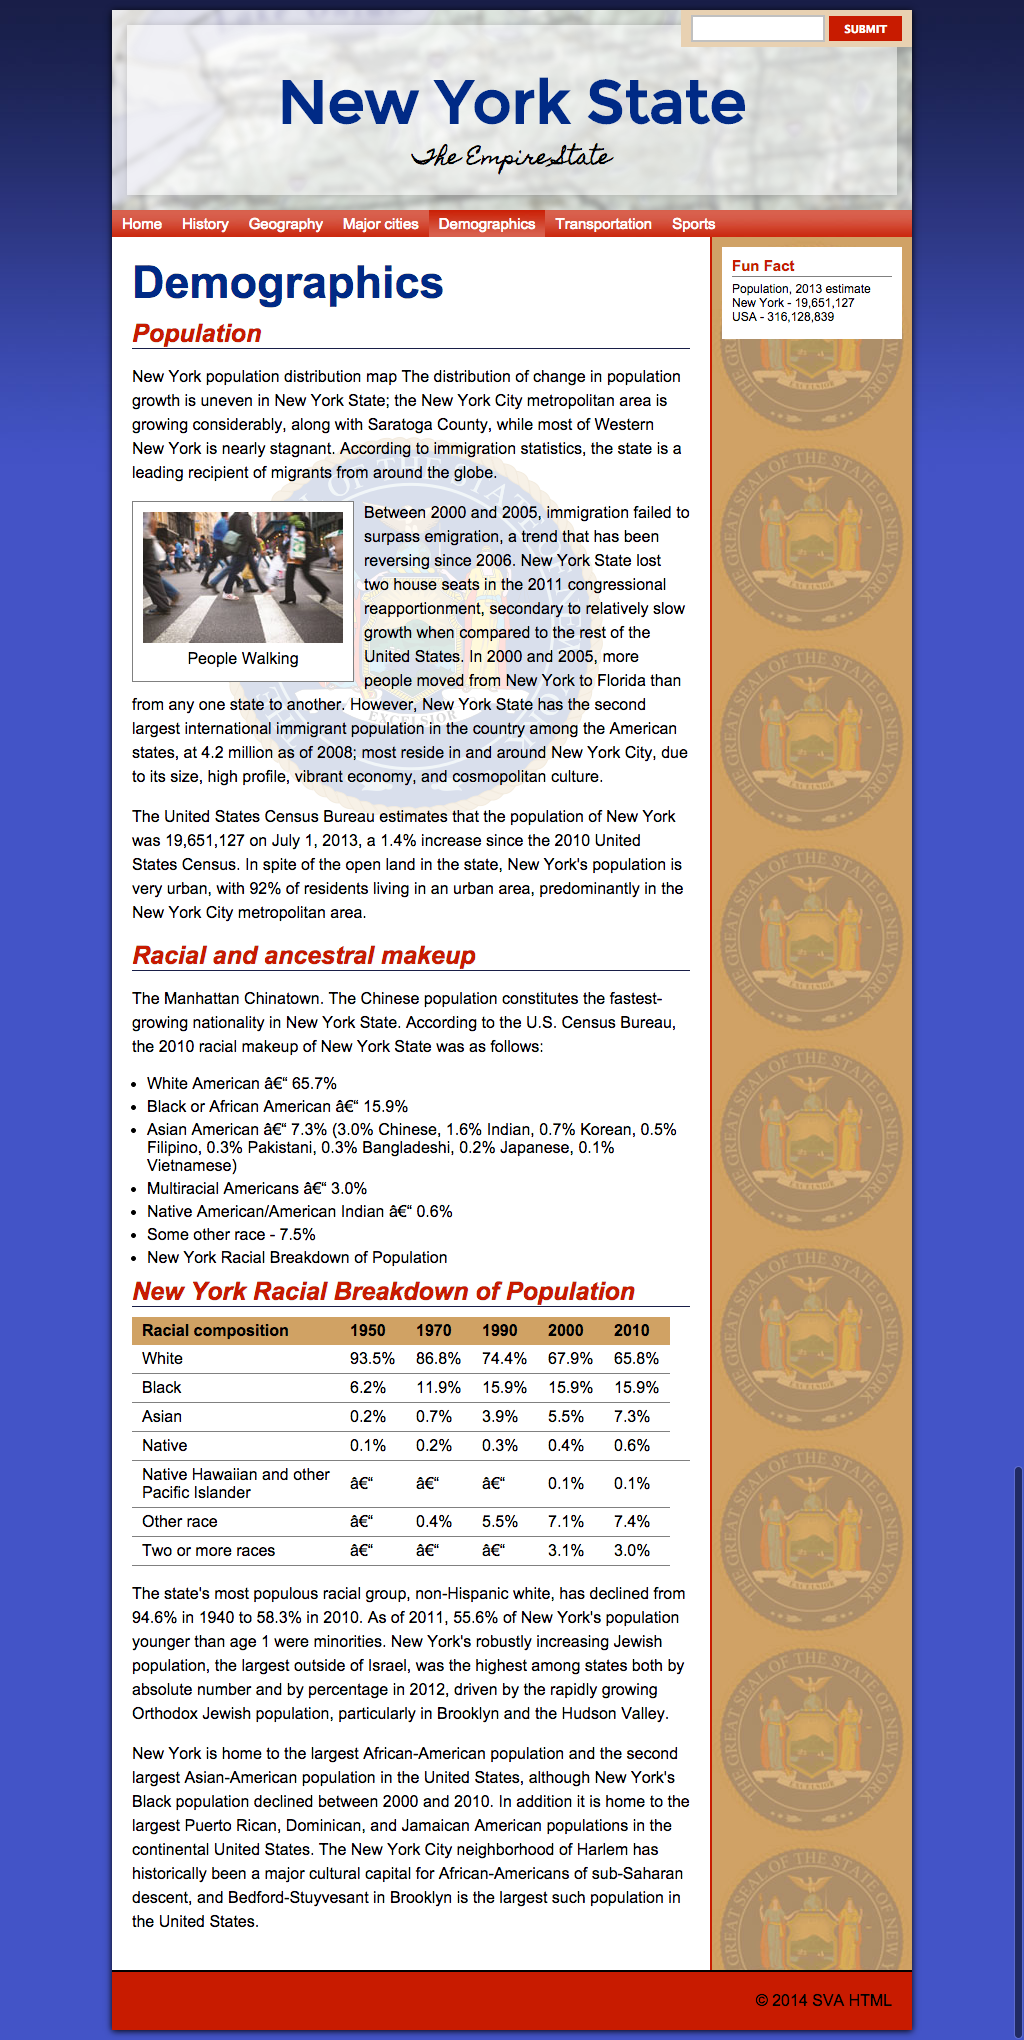 SUBMIT
New York State
The Empire State
Home History Geography Major cities Demographics Transportation Sports
Demographics
Population
New York population distribution map The distribution of change in population
growth is uneven in New York State; the New York City metropolitan area is
growing considerably, along with Saratoga County, while most of Western
New York is nearly stagnant. According to immigration statistics, the state is a
leading recipient of migrants from around the globe.
Between 2000 and 2005, immigration failed to
surpass emigration, a trend that has been
reversing since 2006. New York State lost
two house seats in the 2011 congressional
reapportionment, secondary to relatively slow
growth when compared to the rest of the
United States. In 2000 and 2005, more
people moved from New York to Florida than
People Walking
from any one state to another. However, New York State has the second
largest international immigrant population in the country among the American
states, at 4.2 million as of 2008; most reside in and around New York City, due
to its size, high profile, vibrant economy, and cosmopolitan culture.
The United States Census Bureau estimates that the population of New York
was 19,651,127 on July 1, 2013, a 1.4% increase since the 2010 United
States Census. In spite of the open land in the state, New York's population is
very urban, with 92% of residents living in an urban area, predominantly in the
New York City metropolitan area.
Racial and ancestral makeup
The Manhattan Chinatown. The Chinese population constitutes the fastest-
growing nationality in New York State. According to the U.S. Census Bureau,
the 2010 racial makeup of New York State was as follows:
• White American â€“ 65.7%
• Black or African American â€“ 15.9%
• Asian American â€“ 7.3% (3.0% Chinese, 1.6% Indian, 0.7% Korean, 0.5%
Filipino, 0.3% Pakistani, 0.3% Bangladeshi, 0.2% Japanese, 0.1%
Vietnamese)
• Multiracial Americans â€“ 3.0%
• Native American/American Indian â€“ 0.6%
• Some other race - 7.5%
• New York Racial Breakdown of Population
New York Racial Breakdown of Population
Racial composition 1950 1970 1990 2000 2010
White 93.5% 86.8% 74.4% 67.9% 65.8%
Black 6.2% 11.9% 15.9% 15.9% 15.9%
Asian 0.2% 0.7% 3.9% 5.5% 7.3%
Native 0.1% 0.2% 0.3% 0.4% 0.6%
Native Hawaiian and other
Pacific Islander â€“ â€“ â€“ 0.1% 0.1%
Other race â€“ 0.4% 5.5% 7.1% 7.4%
Two or more races â€“ â€“ â€“ 3.1% 3.0%
The state's most populous racial group, non-Hispanic white, has declined from
94.6% in 1940 to 58.3% in 2010. As of 2011, 55.6% of New York's population
younger than age 1 were minorities. New York's robustly increasing Jewish
population, the largest outside of Israel, was the highest among states both by
absolute number and by percentage in 2012, driven by the rapidly growing
Orthodox Jewish population, particularly in Brooklyn and the Hudson Valley.
New York is home to the largest African-American population and the second
largest Asian-American population in the United States, although New York's
Black population declined between 2000 and 2010. In addition it is home to the
largest Puerto Rican, Dominican, and Jamaican American populations in the
continental United States. The New York City neighborhood of Harlem has
historically been a major cultural capital for African-Americans of sub-Saharan
descent, and Bedford-Stuyvesant in Brooklyn is the largest such population in
the United States.
Fun Fact
Population, 2013 estimate
New York - 19,651,127
USA - 316,128,839
THE GREAT SEAL OF THE STATE OF NEW YORK
EXCELSIOR
© 2014 SVA HTML